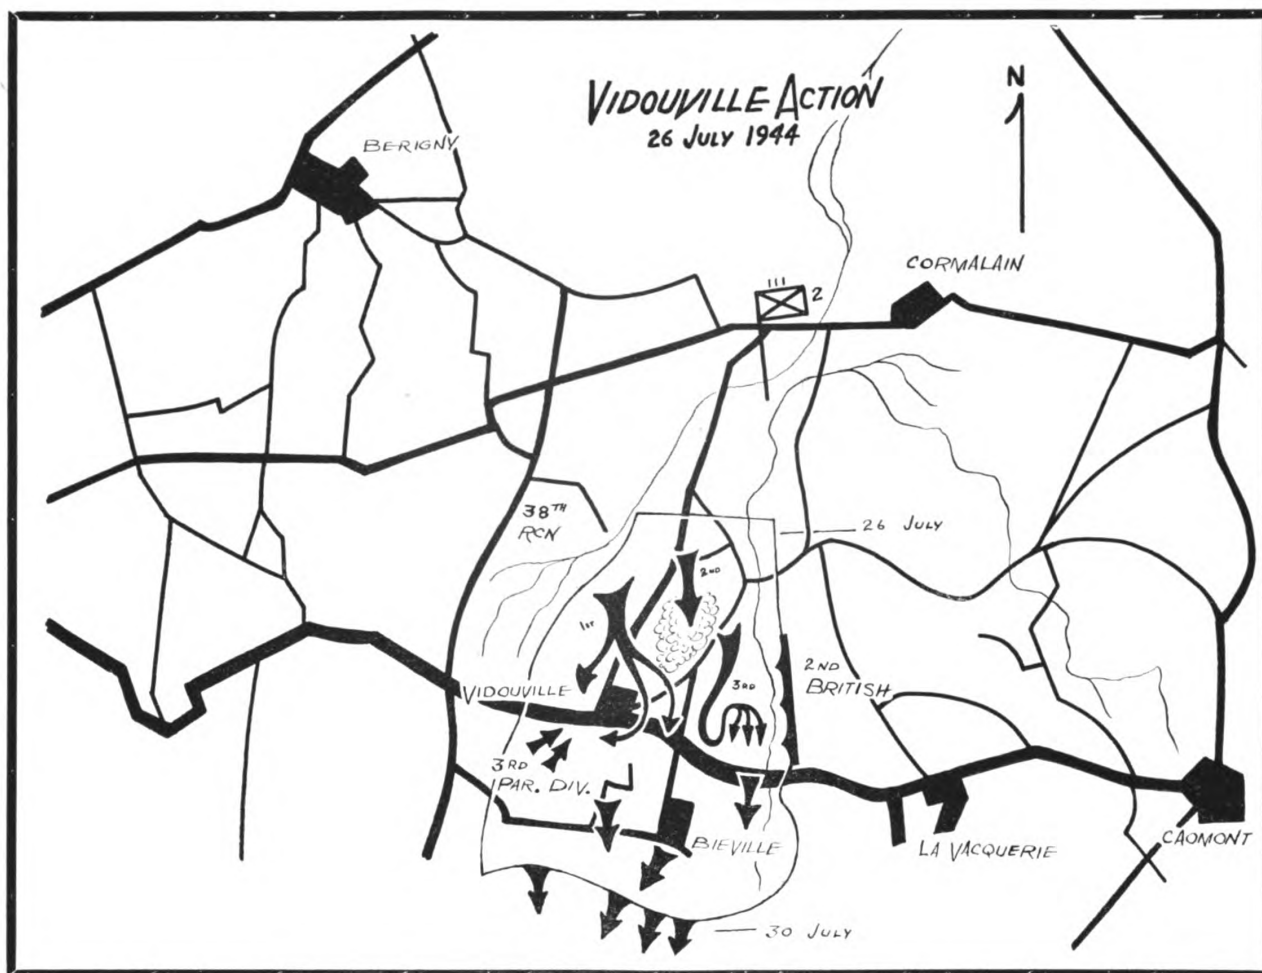 VIDOUVILLE ACTION
26 JULY 1944
N
BERIGNY
CORMALAIN
2
38TH
RCN
26 JULY
2ND
1ST
3RD
2ND
BRITISH
VIDOUVILLE
3RD
PAR. DIV.
BIEVILLE
LA VACQUERIE
CAOMONT
30 JULY